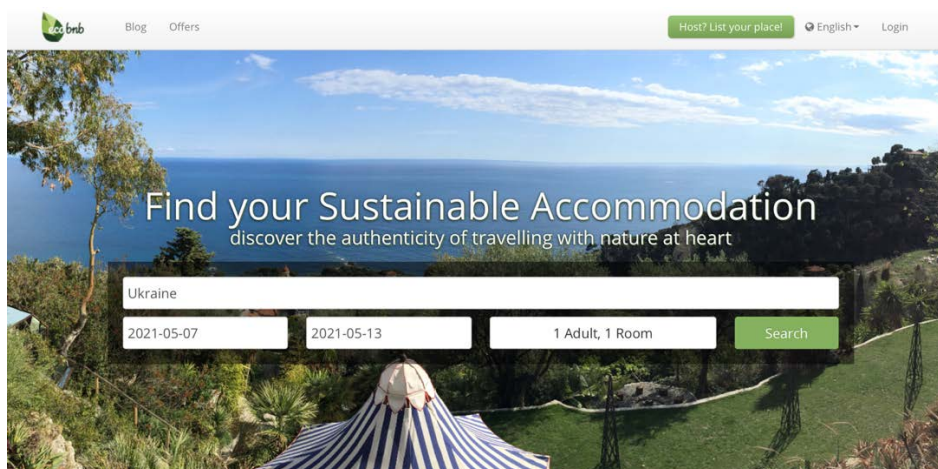 eco bnb
Blog
Offers
Host? List your place!
English
Login
Find your Sustainable Accommodation
discover the authenticity of travelling with nature at heart
Ukraine
2021-05-07
2021-05-13
1 Adult, 1 Room
Search